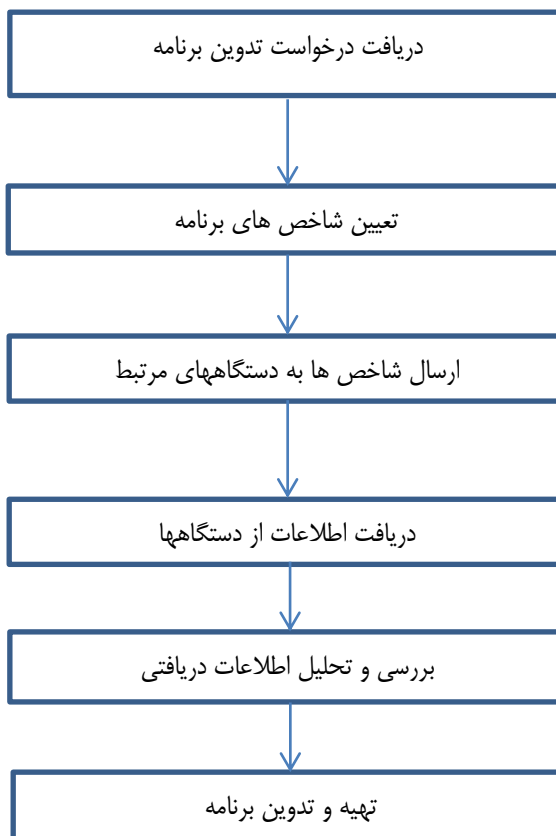 دریافت درخواست تدوین برنامه
تعیین شاخص های برنامه
ارسال شاخص ها به دستگاههای مرتبط
دریافت اطلاعات از دستگاهها
بررسی و تحلیل اطلاعات دریافتی
تهیه و تدوین برنامه